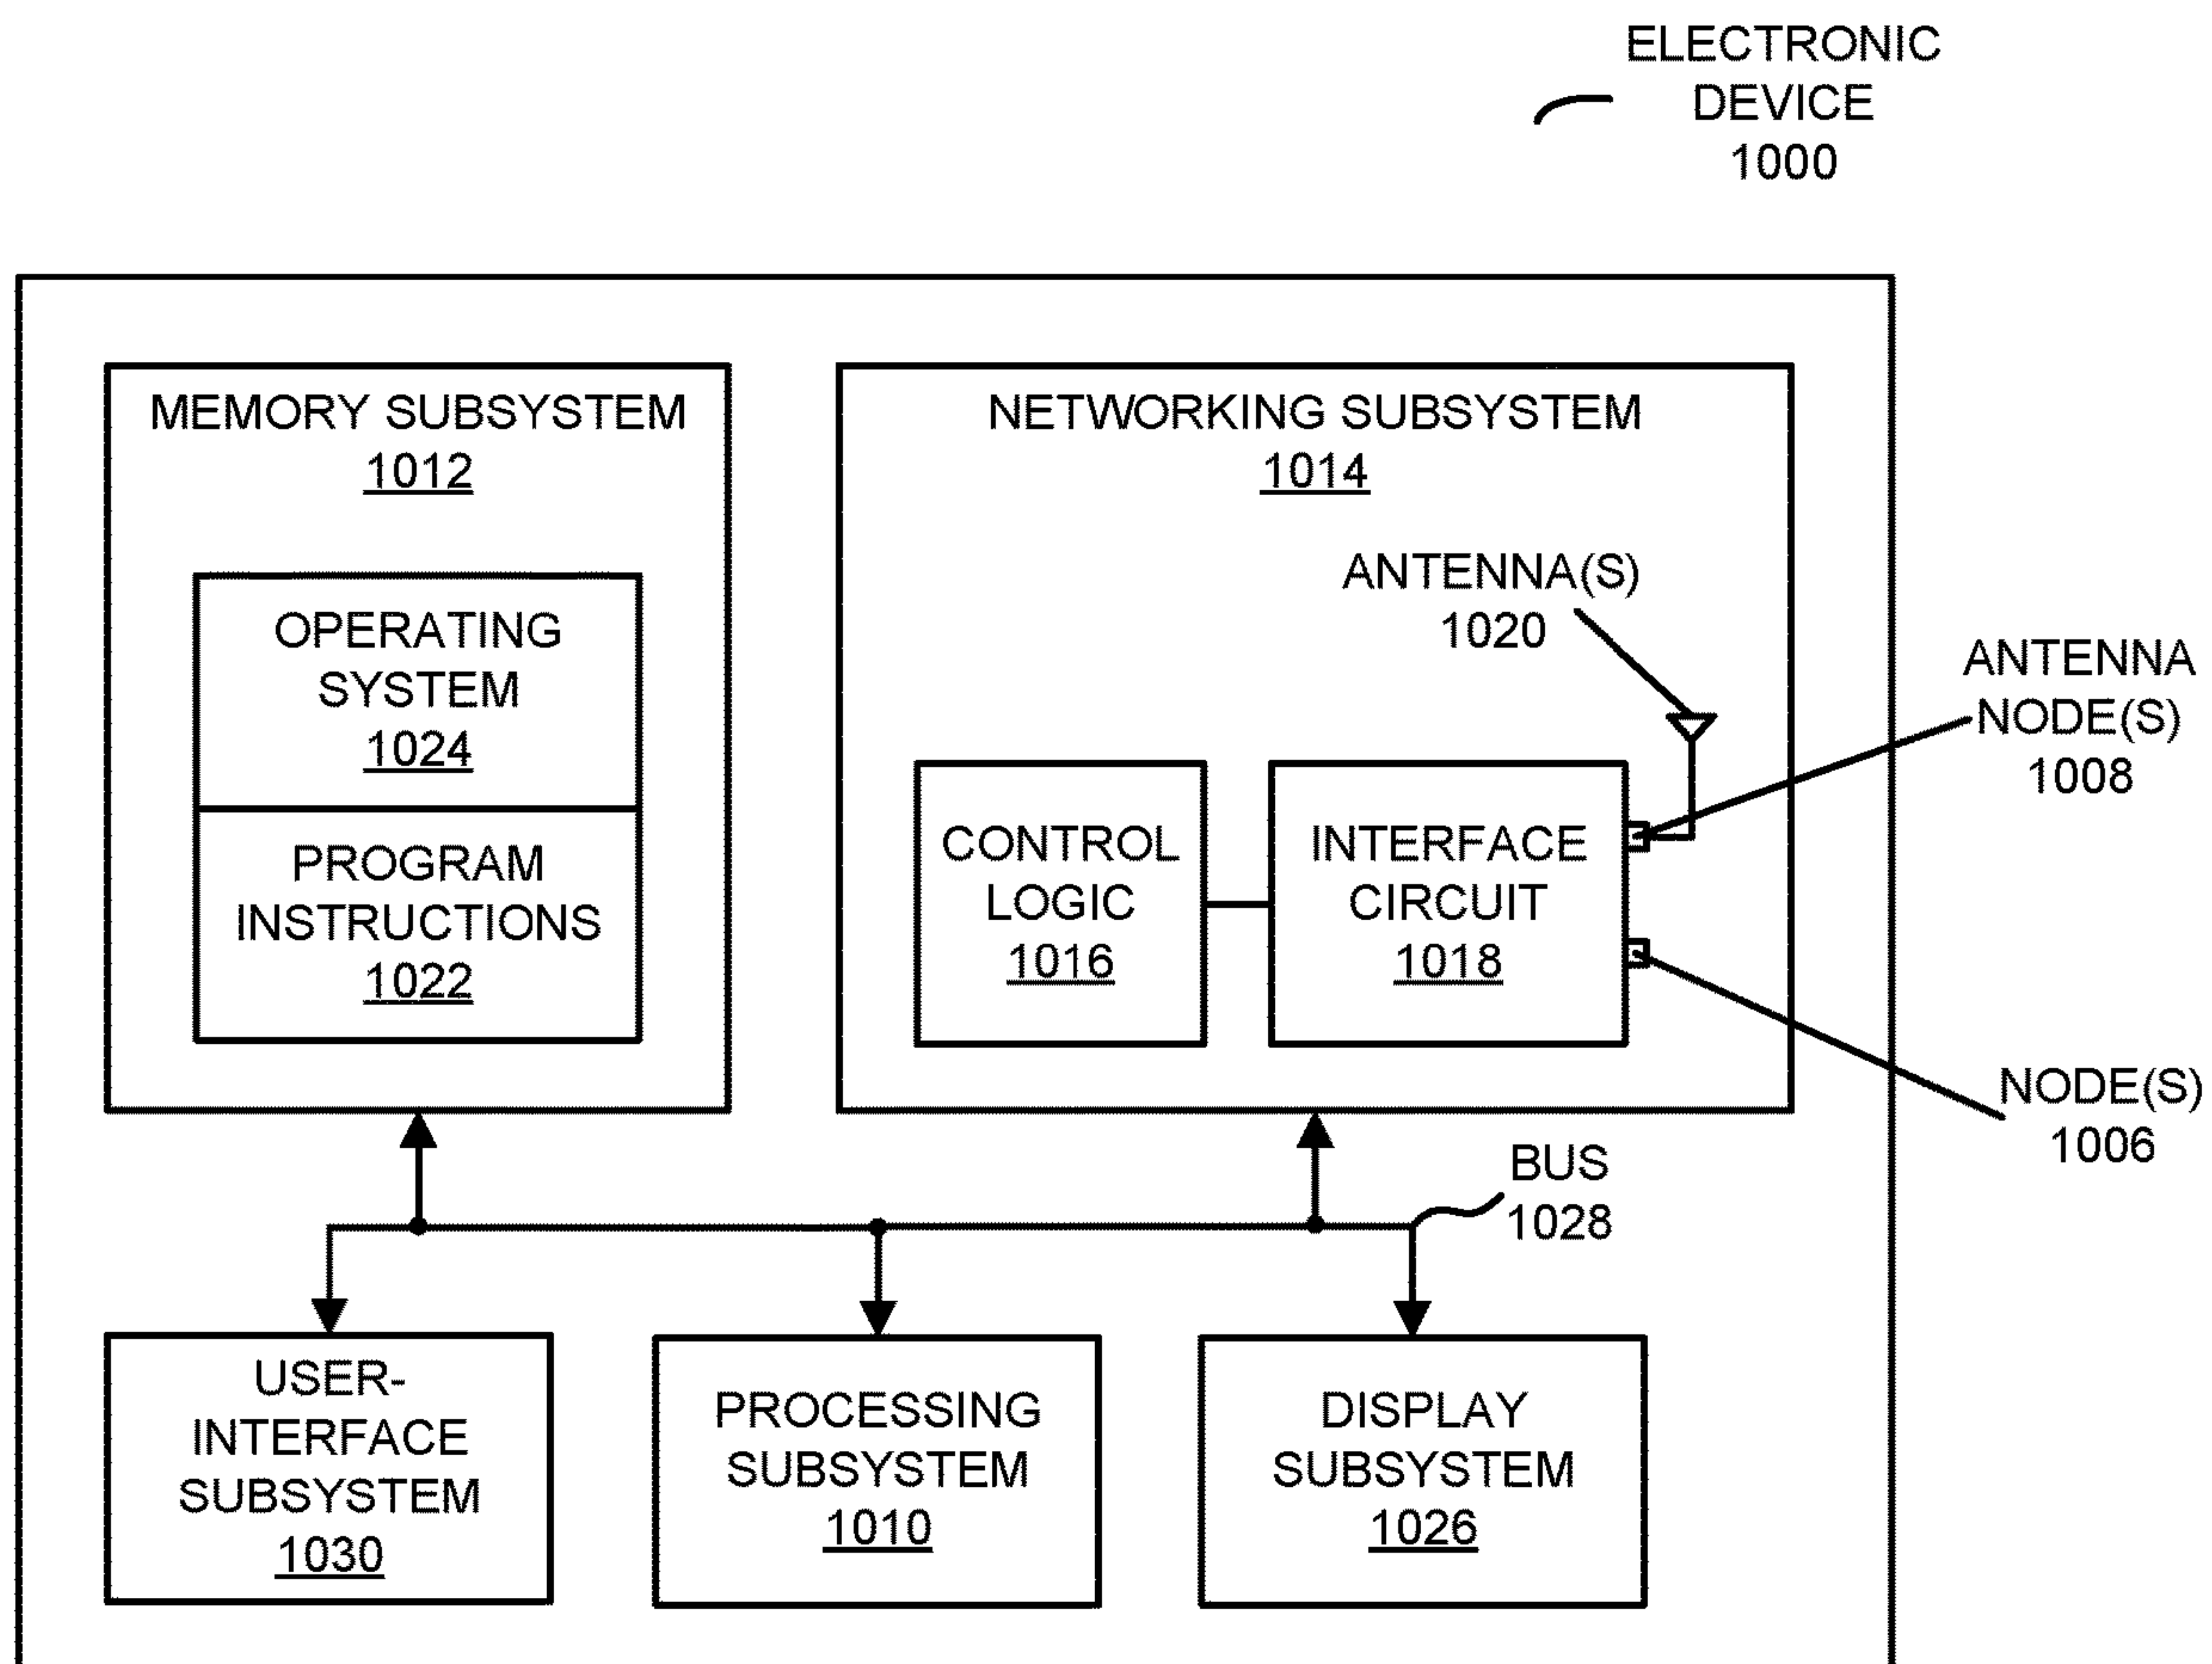 ELECTRONIC
DEVICE
1000
MEMORY SUBSYSTEM
1012
OPERATING
SYSTEM
1024
PROGRAM
INSTRUCTIONS
1022
NETWORKING SUBSYSTEM
1014
ANTENNA(S)
1020
CONTROL
LOGIC
1016
INTERFACE
CIRCUIT
1018
ANTENNA
NODE(S)
1008
NODE(S)
1006
BUS
1028
USER-
INTERFACE
SUBSYSTEM
1030
PROCESSING
SUBSYSTEM
1010
DISPLAY
SUBSYSTEM
1026